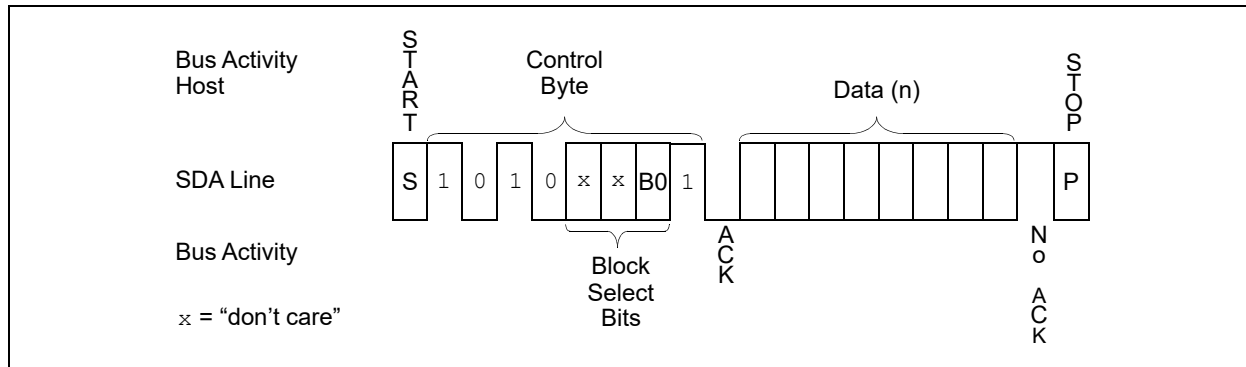 Bus Activity
Host
START
Control
Byte
Data (n)
STOP
SDA Line
S 1 0 1 0 x x B0 1 P
Bus Activity
ACK
No ACK
Block
Select
Bits
x = “don’t care”